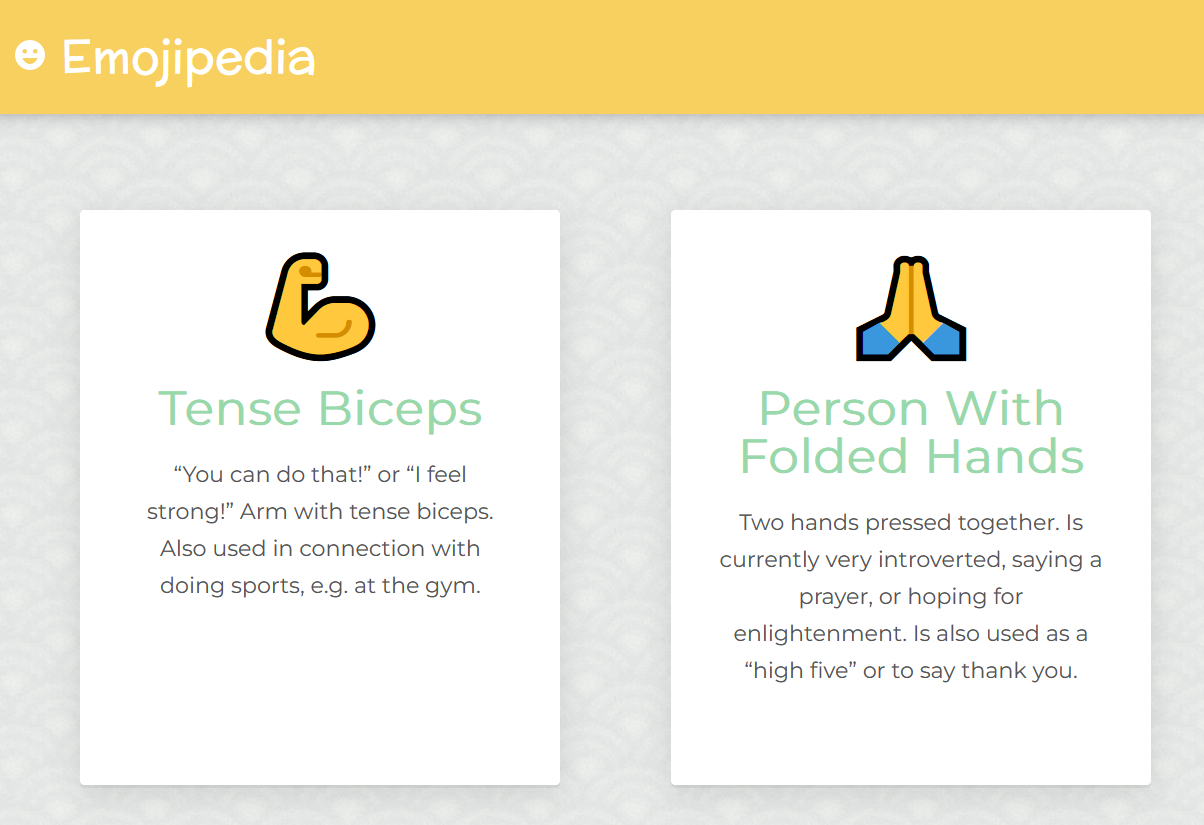 Emojipedia
Tense Biceps
“You can do that!” or “I feel
strong!” Arm with tense biceps.
Also used in connection with
doing sports, e.g. at the gym.
Person With
Folded Hands
Two hands pressed together. Is
currently very introverted, saying a
prayer, or hoping for
enlightenment. Is also used as a
“high five” or to say thank you.